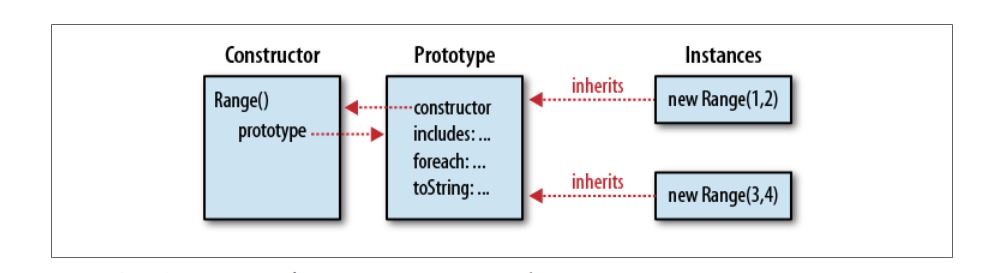 Constructor
Prototype
Instances
Range()
prototype
constructor
includes: ...
foreach: ...
toString: ...
inherits
new Range(1,2)
inherits
new Range(3,4)